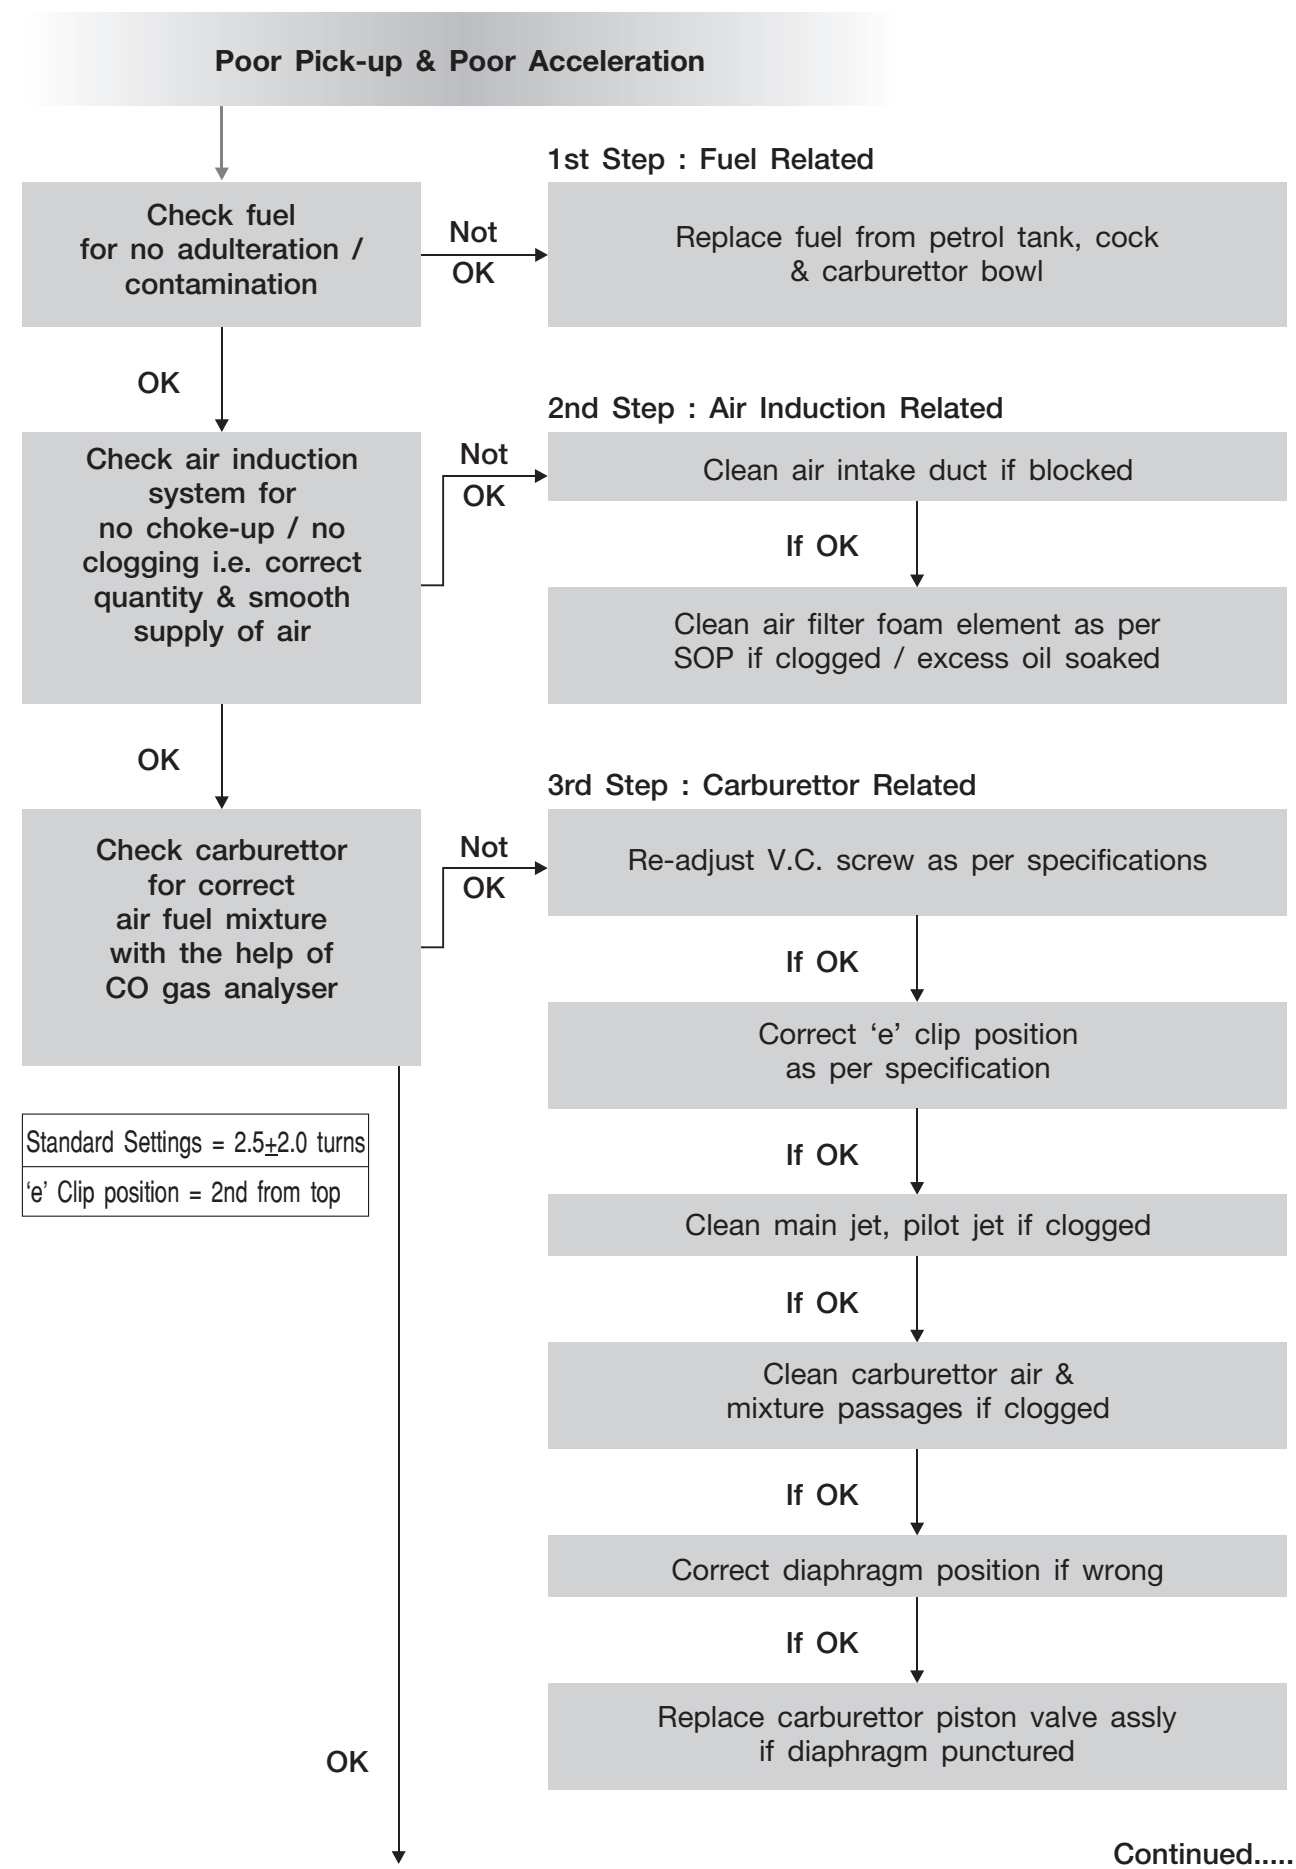 Poor Pick-up & Poor Acceleration
1st Step : Fuel Related
Check fuel
for no adulteration /
contamination
Not
OK
Replace fuel from petrol tank, cock
& carburettor bowl
OK
2nd Step : Air Induction Related
Check air induction
system for
no choke-up / no
clogging i.e. correct
quantity & smooth
supply of air
Not
OK
Clean air intake duct if blocked
If OK
Clean air filter foam element as per
SOP if clogged / excess oil soaked
OK
3rd Step : Carburettor Related
Check carburettor
for correct
air fuel mixture
with the help of
CO gas analyser
Not
OK
Re-adjust V.C. screw as per specifications
If OK
Correct ‘e’ clip position
as per specification
Standard Settings = 2.5±2.0 turns
‘e’ Clip position = 2nd from top
If OK
Clean main jet, pilot jet if clogged
If OK
Clean carburettor air &
mixture passages if clogged
If OK
Correct diaphragm position if wrong
If OK
Replace carburettor piston valve assly
if diaphragm punctured
OK
Continued.....